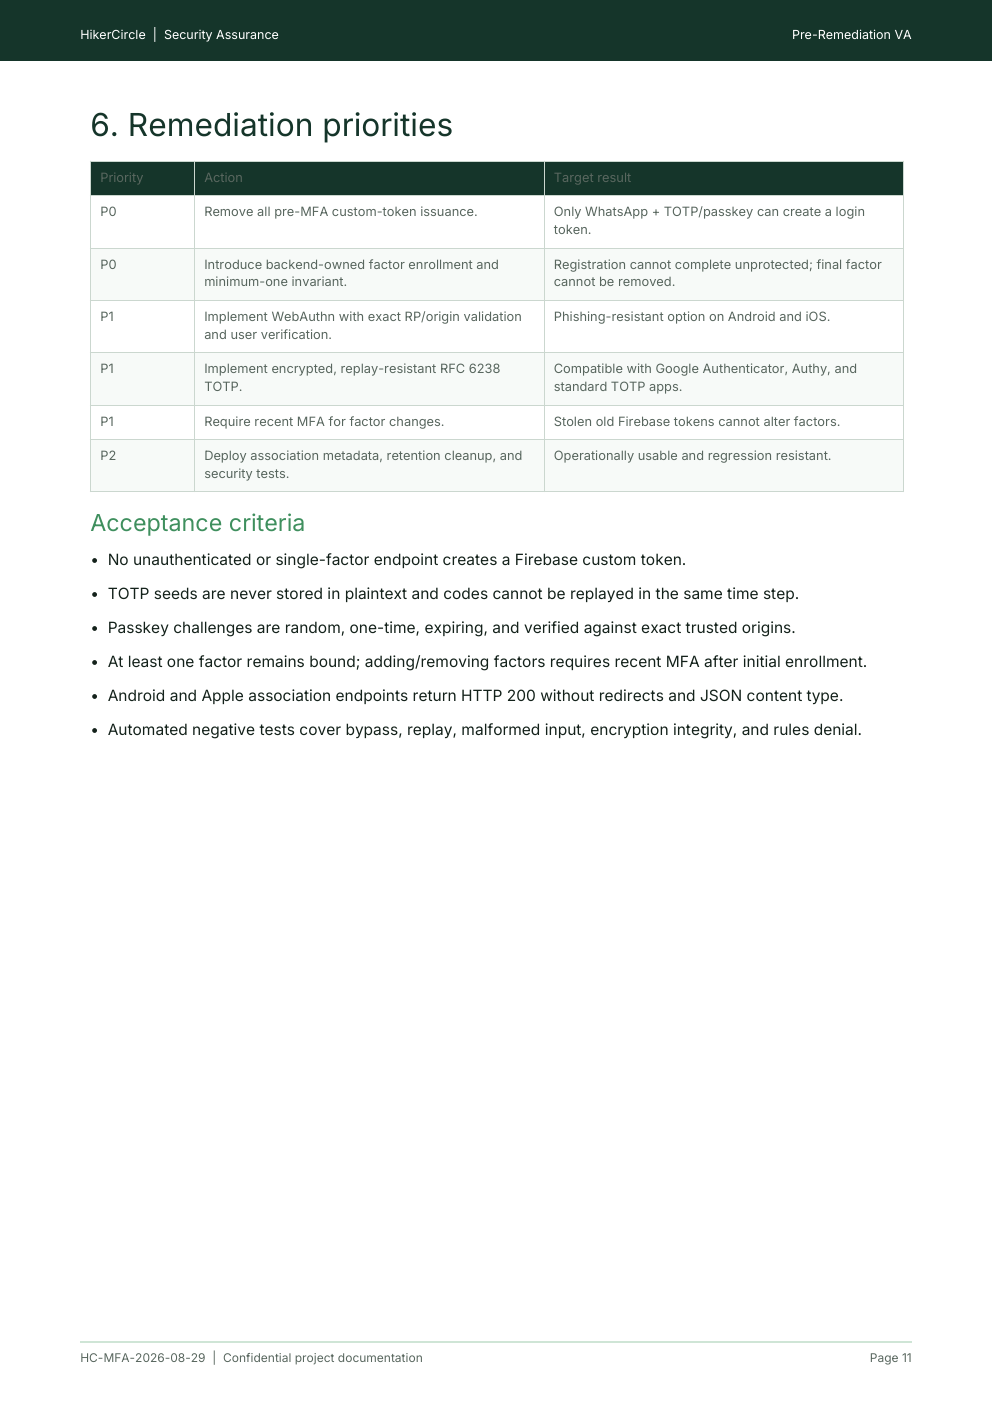 HikerCircle | Security Assurance
Pre-Remediation VA
6. Remediation priorities
Priority
Action
Target result
P0
Remove all pre-MFA custom-token issuance.
Only WhatsApp + TOTP/passkey can create a login
token.
P0
Introduce backend-owned factor enrollment and
minimum-one invariant.
Registration cannot complete unprotected; final factor
cannot be removed.
P1
Implement WebAuthn with exact RP/origin validation
and user verification.
Phishing-resistant option on Android and iOS.
P1
Implement encrypted, replay-resistant RFC 6238
TOTP.
Compatible with Google Authenticator, Authy, and
standard TOTP apps.
P1
Require recent MFA for factor changes.
Stolen old Firebase tokens cannot alter factors.
P2
Deploy association metadata, retention cleanup, and
security tests.
Operationally usable and regression resistant.
Acceptance criteria
• No unauthenticated or single-factor endpoint creates a Firebase custom token.
• TOTP seeds are never stored in plaintext and codes cannot be replayed in the same time step.
• Passkey challenges are random, one-time, expiring, and verified against exact trusted origins.
• At least one factor remains bound; adding/removing factors requires recent MFA after initial enrollment.
• Android and Apple association endpoints return HTTP 200 without redirects and JSON content type.
• Automated negative tests cover bypass, replay, malformed input, encryption integrity, and rules denial.
HC-MFA-2026-08-29 | Confidential project documentation
Page 11